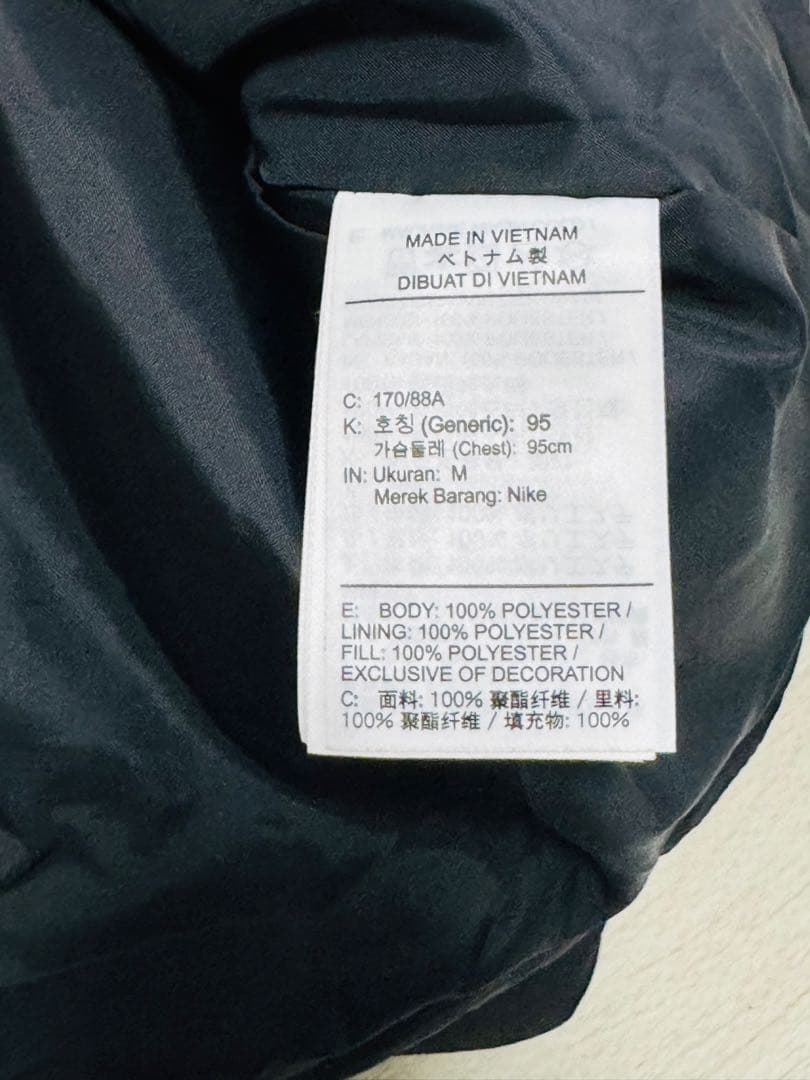 MADE IN VIETNAM
ベトナム製
DIBUAT DI VIETNAM
C: 170/88A
K: 호칭 (Generic): 95
가슴둘레 (Chest): 95cm
IN: Ukuran: M
Merek Barang: Nike
E: BODY: 100% POLYESTER /
LINING: 100% POLYESTER /
FILL: 100% POLYESTER /
EXCLUSIVE OF DECORATION
C: 面料: 100% 聚酯纤维 / 里料:
100% 聚酯纤维 / 填充物: 100%